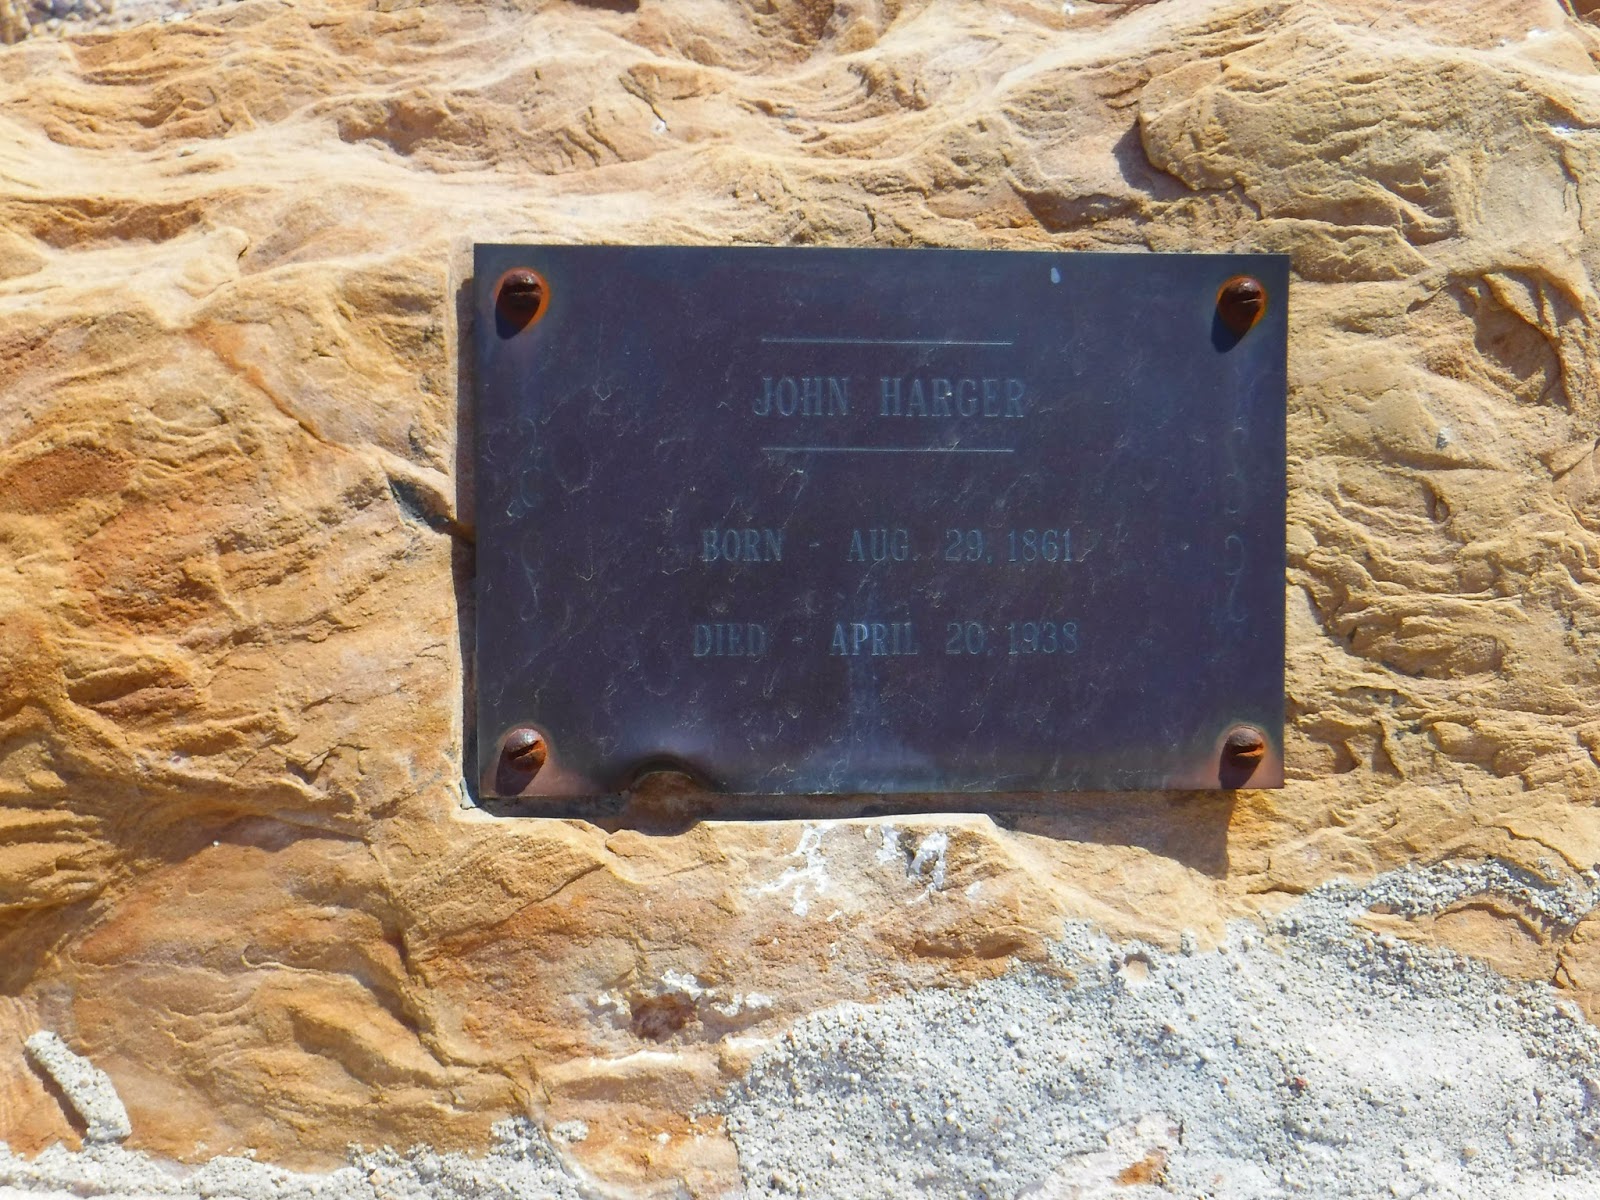 JOHN HARGER
BORN - AUG. 29, 1861
DIED - APRIL 20, 1938